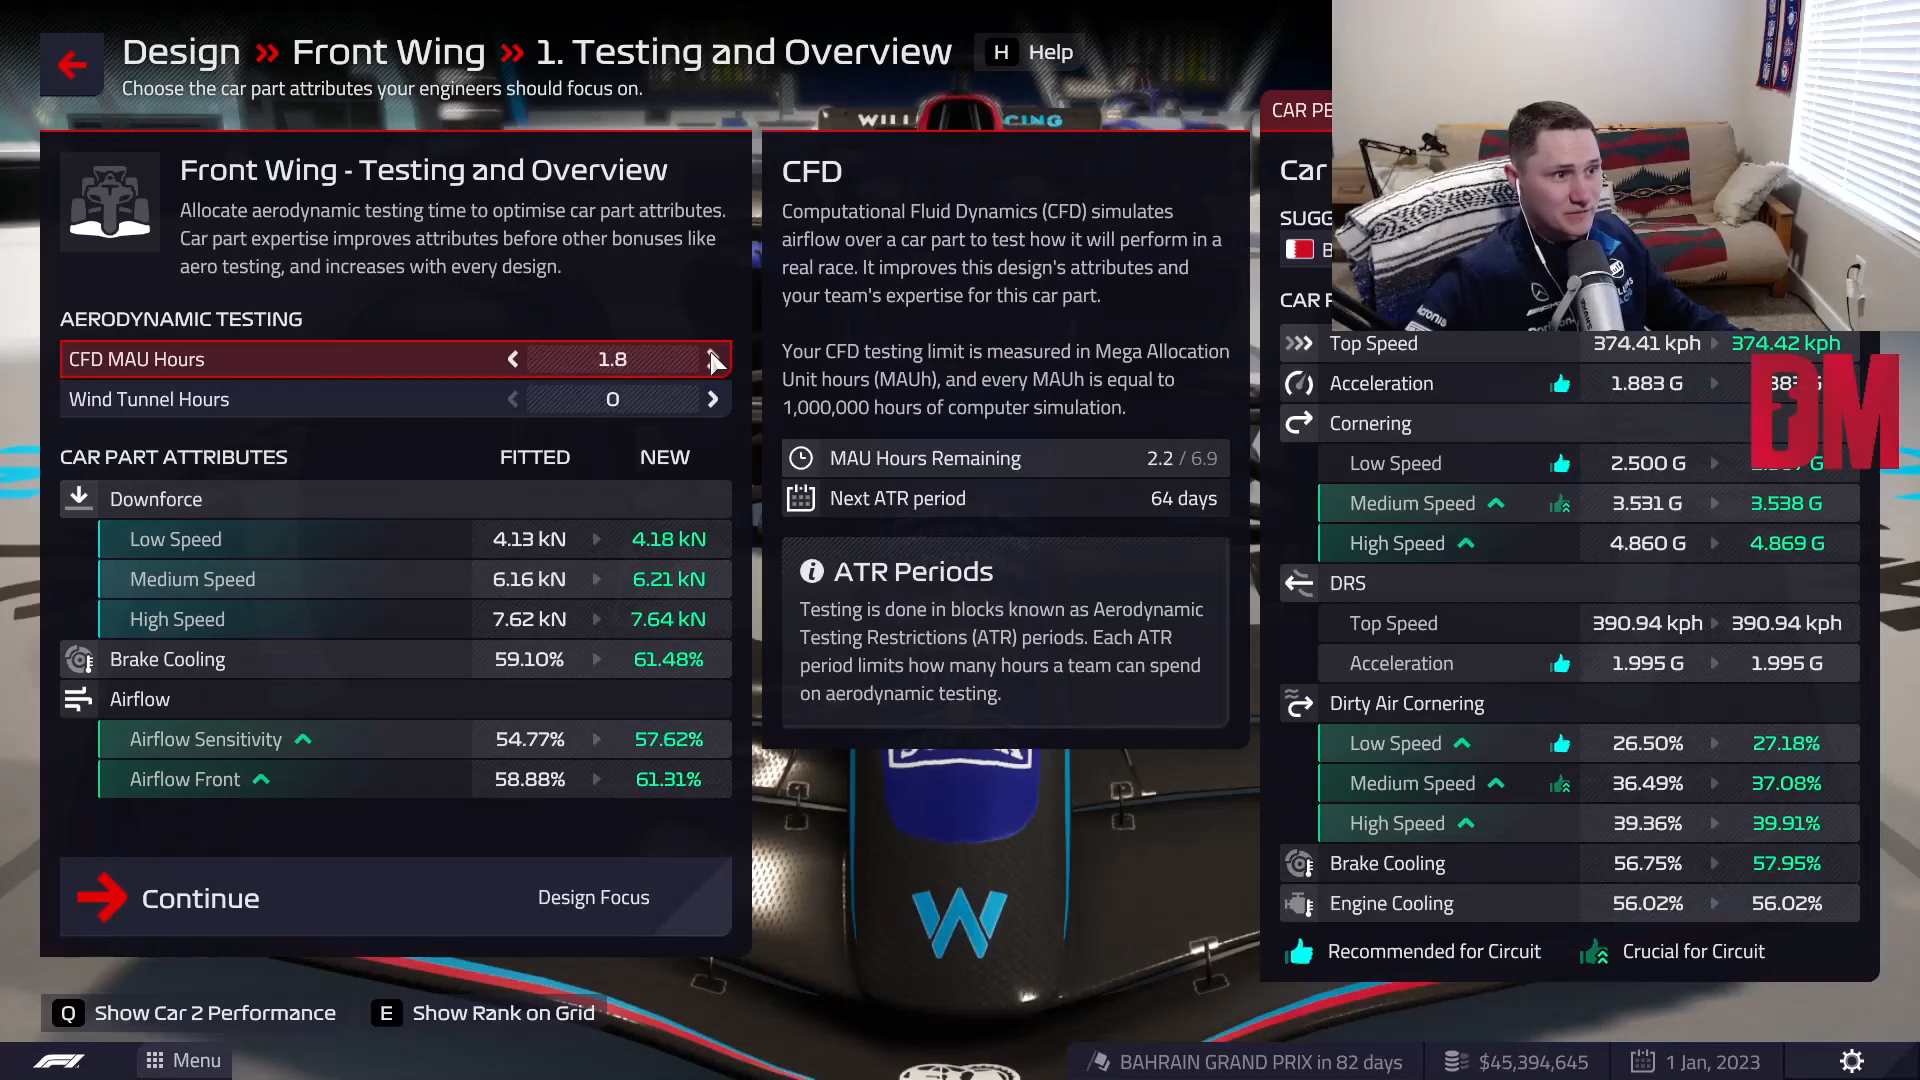 Design » Front Wing » 1. Testing and Overview
H Help
Choose the car part attributes your engineers should focus on.
Front Wing - Testing and Overview
Allocate aerodynamic testing time to optimise car part attributes.
Car part expertise improves attributes before other bonuses like
aero testing, and increases with every design.
AERODYNAMIC TESTING
CFD MAU Hours 1.8
Wind Tunnel Hours 0
CAR PART ATTRIBUTES FITTED NEW
Downforce
Low Speed 4.13 kN 4.18 kN
Medium Speed 6.16 kN 6.21 kN
High Speed 7.62 kN 7.64 kN
Brake Cooling 59.10% 61.48%
Airflow
Airflow Sensitivity 54.77% 57.62%
Airflow Front 58.88% 61.31%
Continue Design Focus
Q Show Car 2 Performance E Show Rank on Grid
CFD
Computational Fluid Dynamics (CFD) simulates
airflow over a car part to test how it will perform in a
real race. It improves this design's attributes and
your team's expertise for this car part.
Your CFD testing limit is measured in Mega Allocation
Unit hours (MAUh), and every MAUh is equal to
1,000,000 hours of computer simulation.
MAU Hours Remaining 2.2 / 6.9
Next ATR period 64 days
ATR Periods
Testing is done in blocks known as Aerodynamic
Testing Restrictions (ATR) periods. Each ATR
period limits how many hours a team can spend
on aerodynamic testing.
W
CAR PE
Car
SUGG
B
CAR P
Top Speed 374.41 kph 374.42 kph
Acceleration 1.883 G
Cornering
DM
Low Speed 2.500 G
Medium Speed 3.531 G 3.538 G
High Speed 4.860 G 4.869 G
DRS
Top Speed 390.94 kph 390.94 kph
Acceleration 1.995 G 1.995 G
Dirty Air Cornering
Low Speed 26.50% 27.18%
Medium Speed 36.49% 37.08%
High Speed 39.36% 39.91%
Brake Cooling 56.75% 57.95%
Engine Cooling 56.02% 56.02%
Recommended for Circuit Crucial for Circuit
F1 Menu
BAHRAIN GRAND PRIX in 82 days $45,394,645 1 Jan, 2023